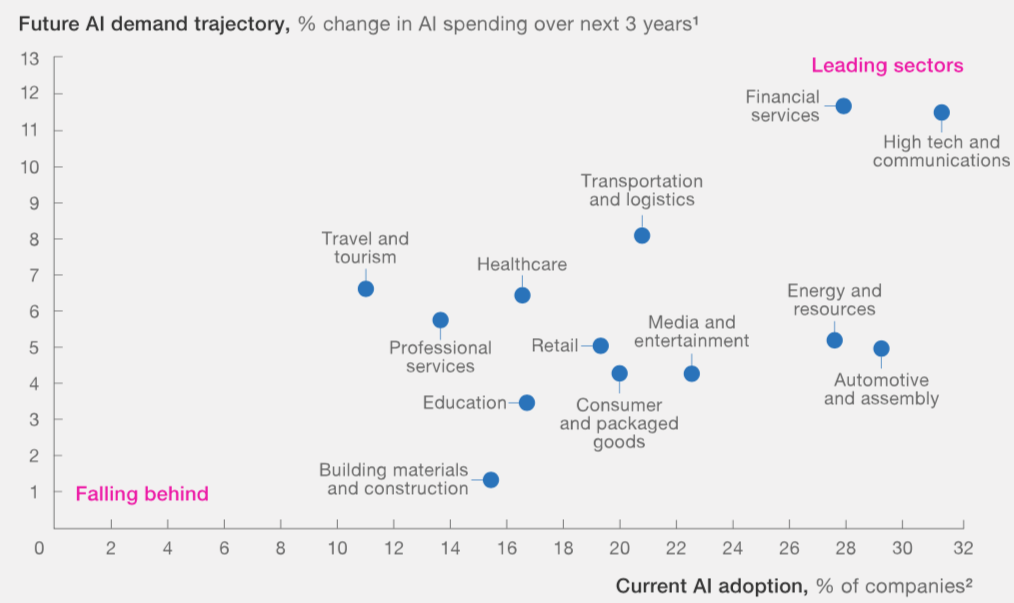 Future AI demand trajectory, % change in AI spending over next 3 years¹
13
12
11
10
9
8
7
6
5
4
3
2
1
Leading sectors
Financial
services
High tech and
communications
Transportation
and logistics
Travel and
tourism
Healthcare
Energy and
resources
Professional
services
Retail
Media and
entertainment
Automotive
and assembly
Education
Consumer
and packaged
goods
Building materials
and construction
Falling behind
0 2 4 6 8 10 12 14 16 18 20 22 24 26 28 30 32
Current AI adoption, % of companies²